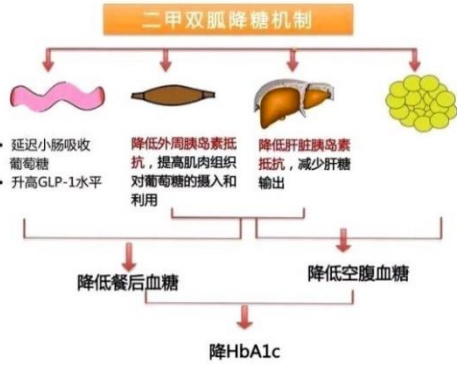 二甲双胍降糖机制
• 延迟小肠吸收
葡萄糖
• 升高GLP-1水平
降低外周胰岛素抵
抗，提高肌肉组织
对葡萄糖的摄入和
利用
降低肝脏胰岛素
抵抗，减少肝糖
输出
降低餐后血糖
降低空腹血糖
降HbA1c